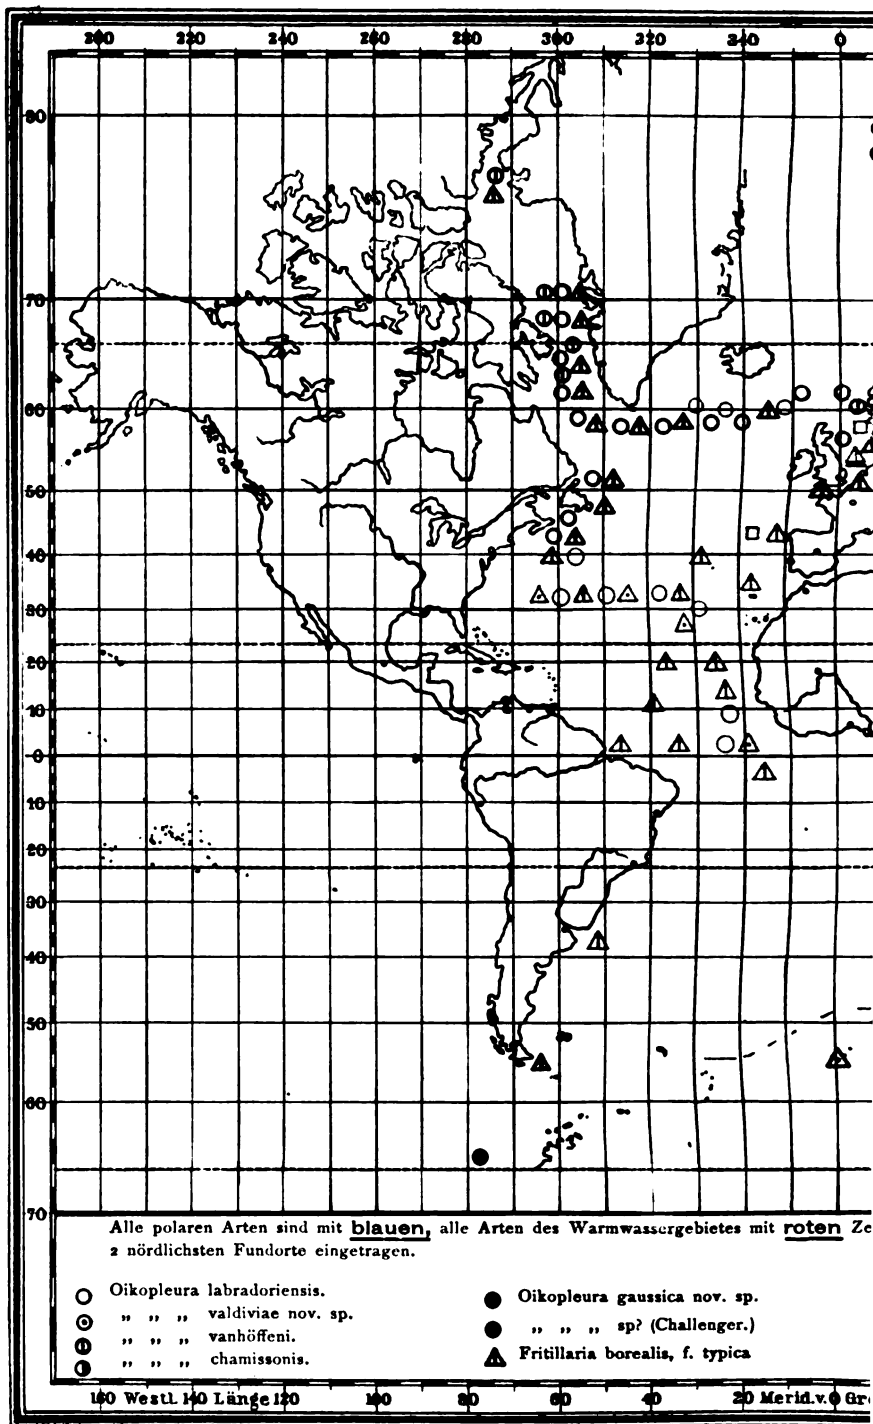 200 220 240 260 280 300 320 340 0
80
70
60
50
40
30
20
10
0
10
20
30
40
50
60
70
Alle polaren Arten sind mit blauen, alle Arten des Warmwassergebietes mit roten Ze
2 nördlichsten Fundorte eingetragen.
Oikopleura labradoriensis.
„ „ „ valdiviae nov. sp.
„ „ „ vanhöffeni.
„ „ „ chamissonis.
Oikopleura gaussica nov. sp.
„ „ „ sp? (Challenger.)
Fritillaria borealis, f. typica
160 Westl. 140 Länge 120 100 80 60 40 20 Merid. v. 0 Gr